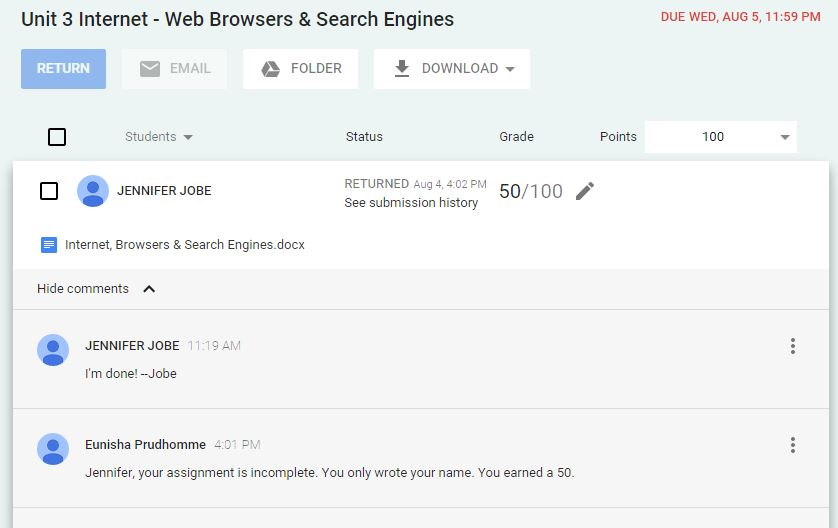 Unit 3 Internet - Web Browsers & Search Engines
DUE WED, AUG 5, 11:59 PM
RETURN
EMAIL
FOLDER
DOWNLOAD
Students
Status
Grade
Points
100
JENNIFER JOBE
RETURNED Aug 4, 4:02 PM
See submission history
50/100
Internet, Browsers & Search Engines.docx
Hide comments
JENNIFER JOBE 11:19 AM
I'm done! --Jobe
Eunisha Prudhomme 4:01 PM
Jennifer, your assignment is incomplete. You only wrote your name. You earned a 50.